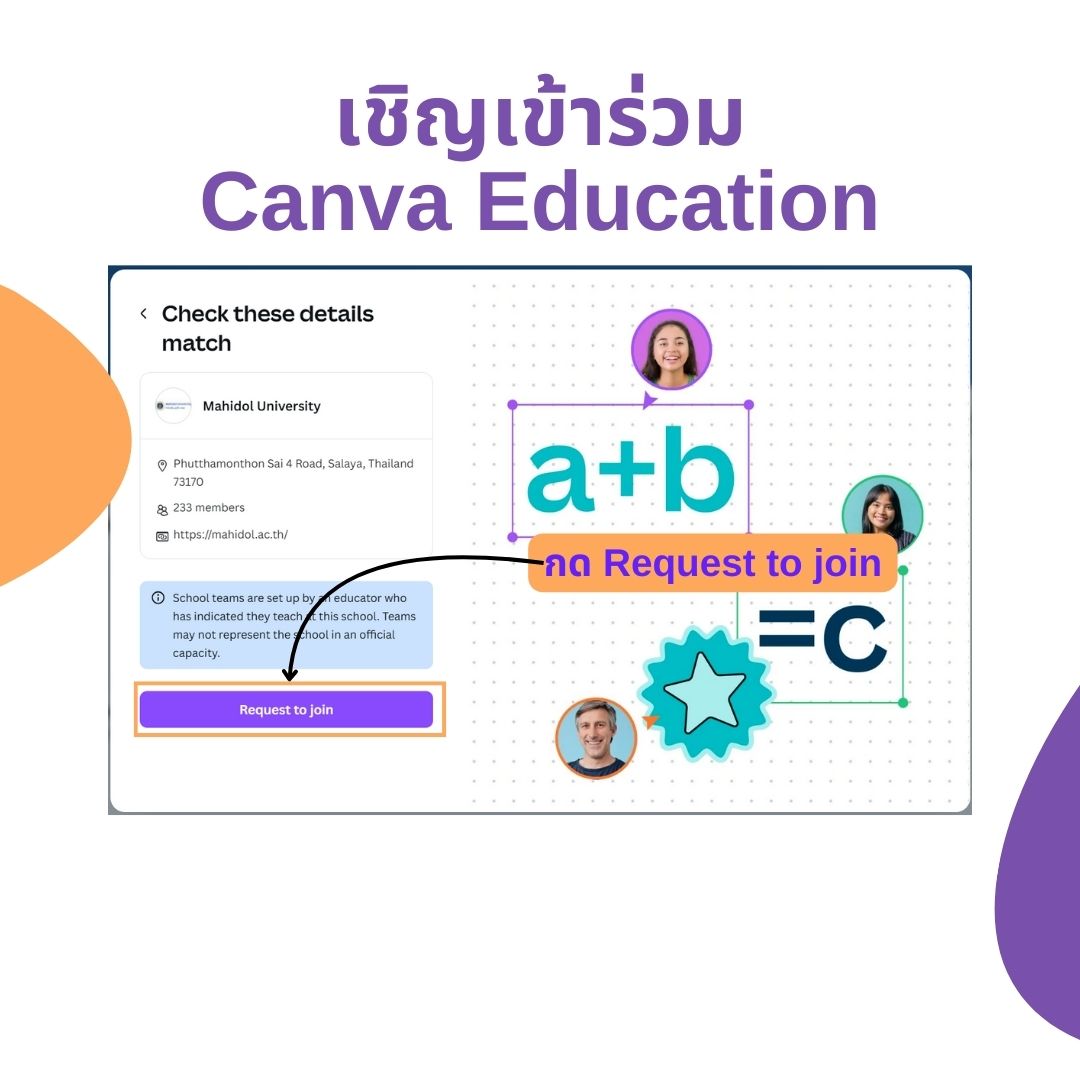 เชิญเข้าร่วม
Canva Education
Check these details
match
Mahidol University
Phutthamonthon Sai 4 Road, Salaya, Thailand
73170
233 members
https://mahidol.ac.th/
School teams are set up by an educator who
has indicated they teach at this school. Teams
may not represent the school in an official
capacity.
Request to join
a+b
กด Request to join
=c